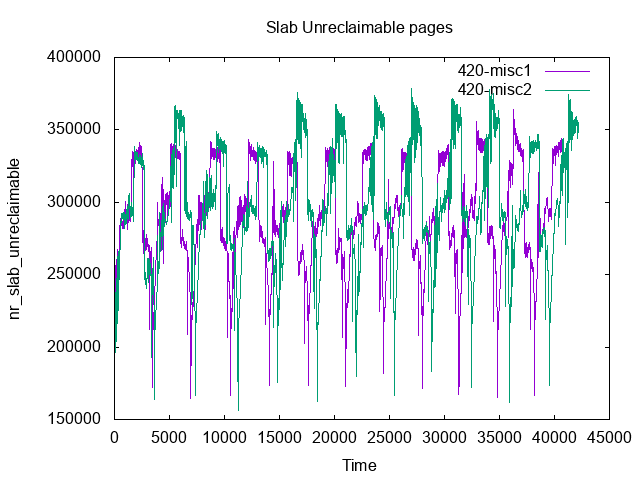 Slab Unreclaimable pages
400000
350000
300000
250000
200000
150000
nr_slab_unreclaimable
420-misc1
420-misc2
0 5000 10000 15000 20000 25000 30000 35000 40000 45000
Time